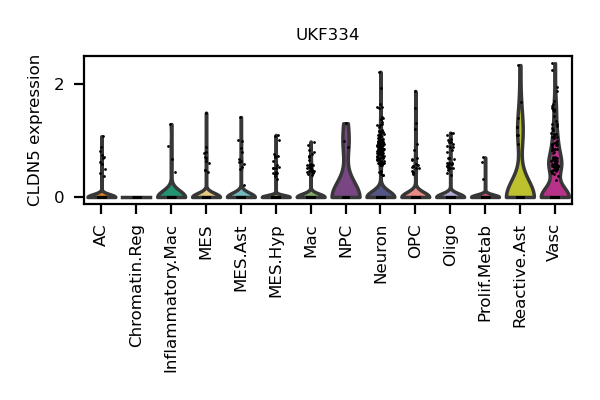 UKF334
CLDN5 expression
2
0
AC
Chromatin.Reg
Inflammatory.Mac
MES
MES.Ast
MES.Hyp
Mac
NPC
Neuron
OPC
Oligo
Prolif.Metab
Reactive.Ast
Vasc